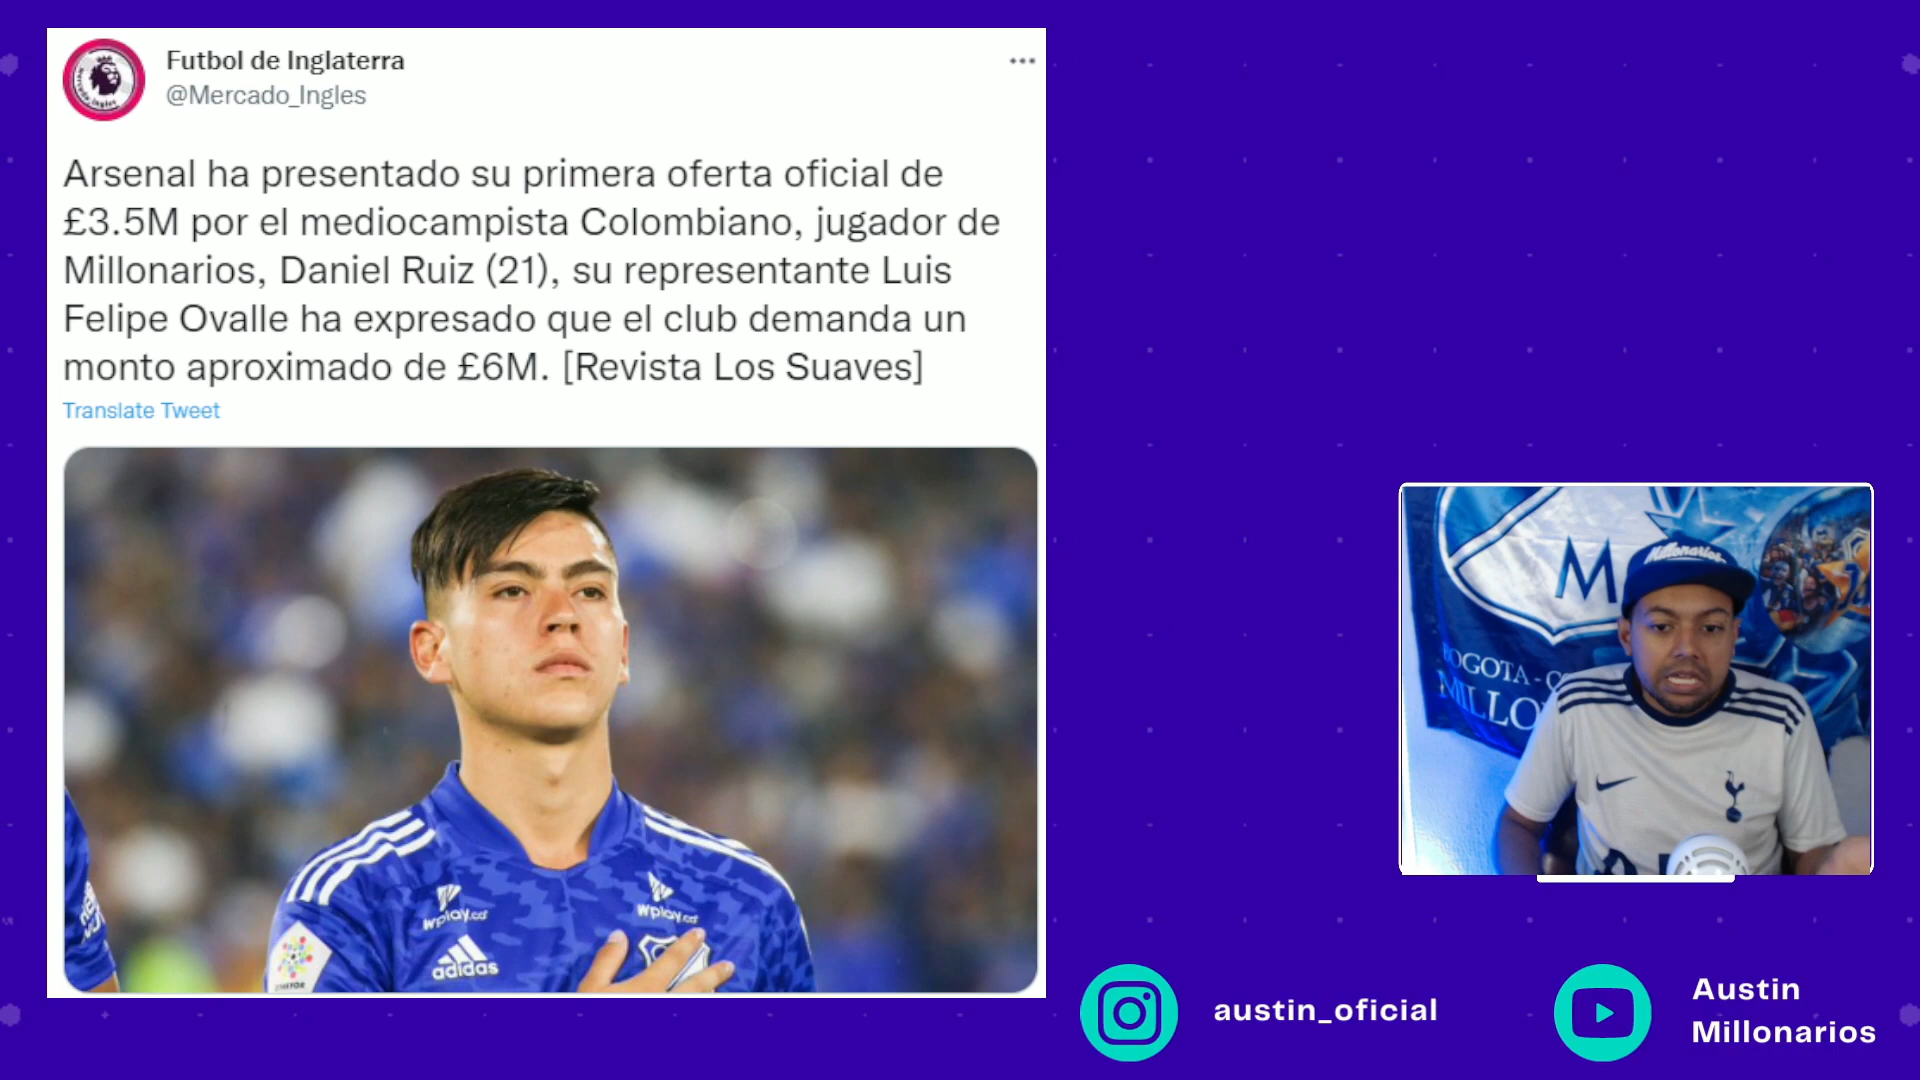 Futbol de Inglaterra
@Mercado_Ingles
Arsenal ha presentado su primera oferta oficial de
£3.5M por el mediocampista Colombiano, jugador de
Millonarios, Daniel Ruiz (21), su representante Luis
Felipe Ovalle ha expresado que el club demanda un
monto aproximado de £6M. [Revista Los Suaves]
Translate Tweet
wplay.co
wplay.co
adidas
M
Millonarios
BOGOTA - C
MILLO
austin_oficial
Austin
Millonarios